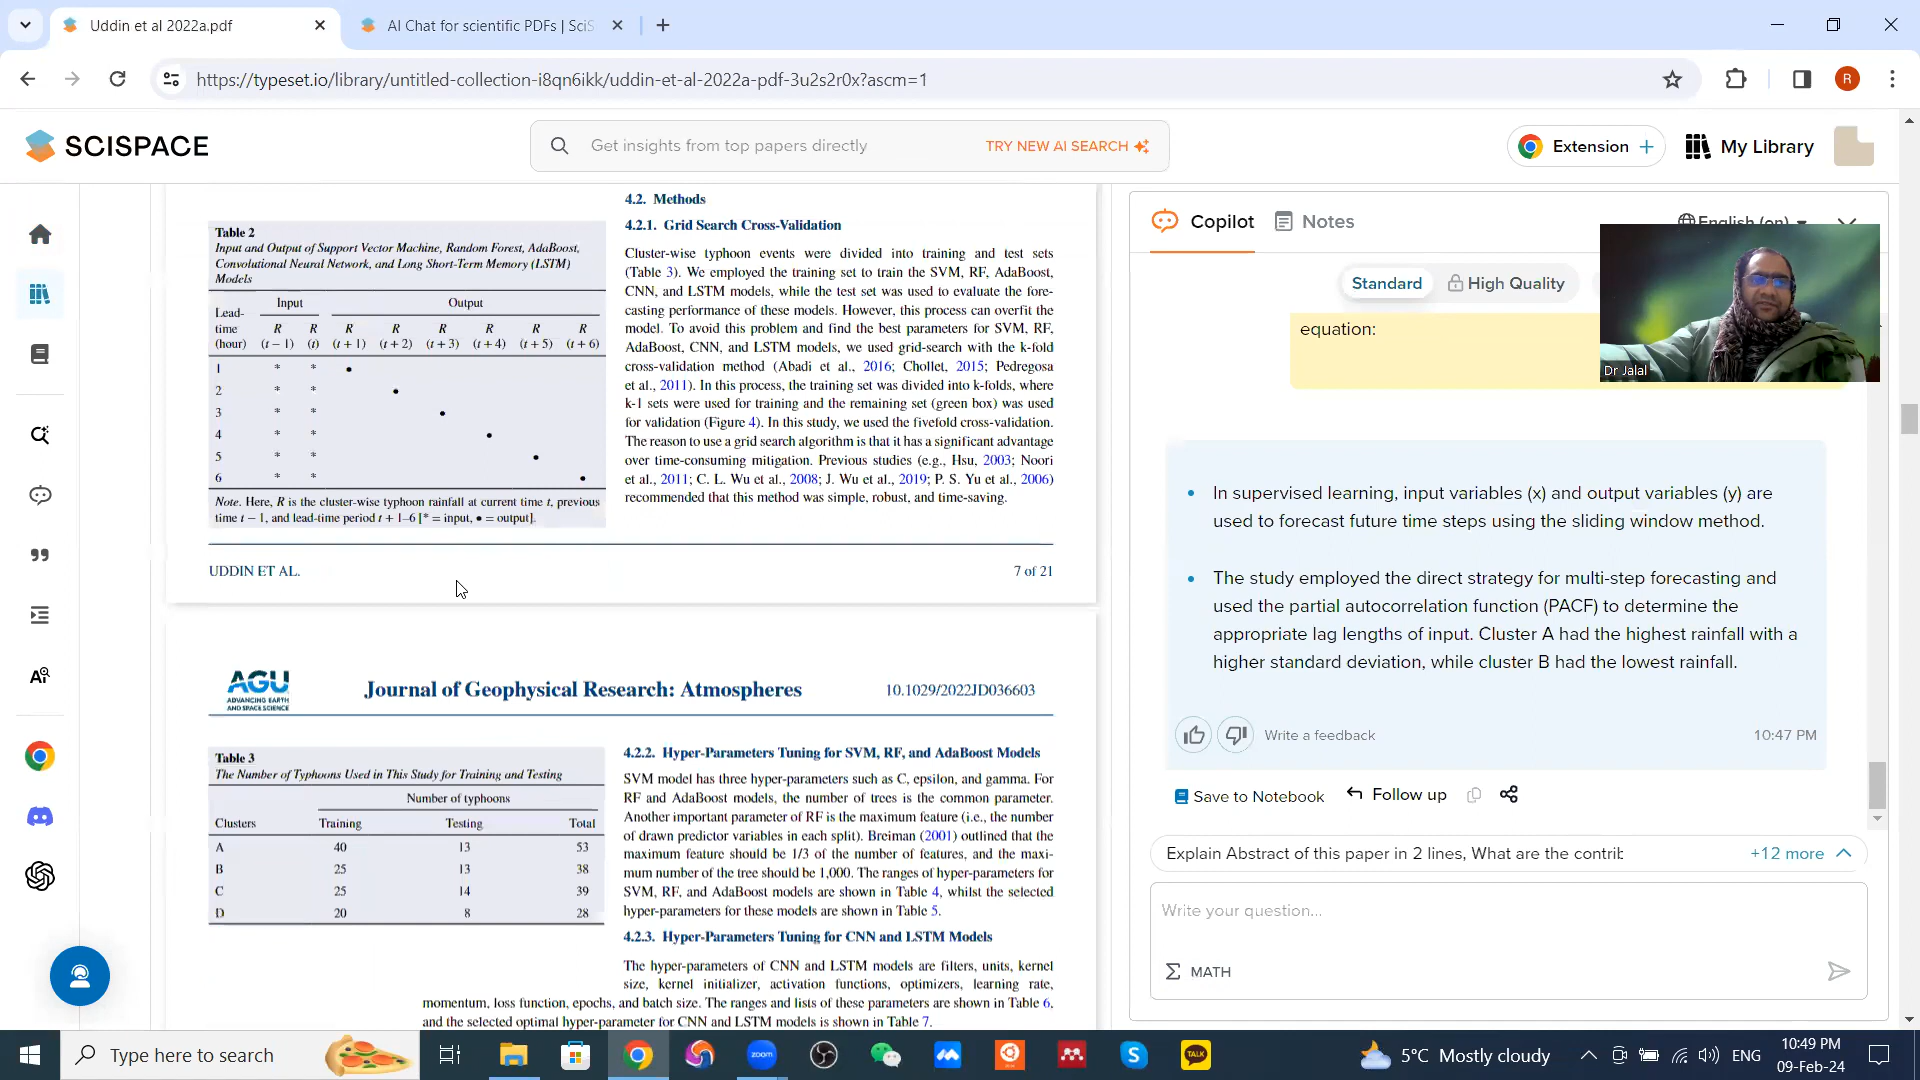 Uddin et al 2022a.pdf
AI Chat for scientific PDFs | SciS
https://typeset.io/library/untitled-collection-i8qn6ikk/uddin-et-al-2022a-pdf-3u2s2r0x?ascm=1
R
SCISPACE
Get insights from top papers directly
TRY NEW AI SEARCH
Extension +
My Library
Table 2
Input and Output of Support Vector Machine, Random Forest, AdaBoost,
Convolutional Neural Network, and Long Short-Term Memory (LSTM)
Models
Input Output
Lead-
time R R R R R R R R
(hour) (t − 1) (t) (t + 1) (t + 2) (t + 3) (t + 4) (t + 5) (t + 6)
1 * * •
2 * * •
3 * * •
4 * * •
5 * * •
6 * * •
Note. Here, R is the cluster-wise typhoon rainfall at current time t, previous
time t − 1, and lead-time period t + 1–6 [* = input, • = output].
4.2. Methods
4.2.1. Grid Search Cross-Validation
Cluster-wise typhoon events were divided into training and test sets
(Table 3). We employed the training set to train the SVM, RF, AdaBoost,
CNN, and LSTM models, while the test set was used to evaluate the fore-
casting performance of these models. However, this process can overfit the
model. To avoid this problem and find the best parameters for SVM, RF,
AdaBoost, CNN, and LSTM models, we used grid-search with the k-fold
cross-validation method (Abadi et al., 2016; Chollet, 2015; Pedregosa
et al., 2011). In this process, the training set was divided into k-folds, where
k-1 sets were used for training and the remaining set (green box) was used
for validation (Figure 4). In this study, we used the fivefold cross-validation.
The reason to use a grid search algorithm is that it has a significant advantage
over time-consuming mitigation. Previous studies (e.g., Hsu, 2003; Noori
et al., 2011; C. L. Wu et al., 2008; J. Wu et al., 2019; P. S. Yu et al., 2006)
recommended that this method was simple, robust, and time-saving.
UDDIN ET AL.
7 of 21
AGU
ADVANCING EARTH
AND SPACE SCIENCE
Journal of Geophysical Research: Atmospheres
10.1029/2022JD036603
Table 3
The Number of Typhoons Used in This Study for Training and Testing
Number of typhoons
Clusters Training Testing Total
A 40 13 53
B 25 13 38
C 25 14 39
D 20 8 28
4.2.2. Hyper-Parameters Tuning for SVM, RF, and AdaBoost Models
SVM model has three hyper-parameters such as C, epsilon, and gamma. For
RF and AdaBoost models, the number of trees is the common parameter.
Another important parameter of RF is the maximum feature (i.e., the number
of drawn predictor variables in each split). Breiman (2001) outlined that the
maximum feature should be 1/3 of the number of features, and the maxi-
mum number of the tree should be 1,000. The ranges of hyper-parameters for
SVM, RF, and AdaBoost models are shown in Table 4, whilst the selected
hyper-parameters for these models are shown in Table 5.
4.2.3. Hyper-Parameters Tuning for CNN and LSTM Models
The hyper-parameters of CNN and LSTM models are filters, units, kernel
size, kernel initializer, activation functions, optimizers, learning rate,
momentum, loss function, epochs, and batch size. The ranges and lists of these parameters are shown in Table 6,
and the selected optimal hyper-parameter for CNN and LSTM models is shown in Table 7.
Copilot
Notes
English (en)
Standard
High Quality
equation:
Dr Jalal
• In supervised learning, input variables (x) and output variables (y) are
used to forecast future time steps using the sliding window method.
• The study employed the direct strategy for multi-step forecasting and
used the partial autocorrelation function (PACF) to determine the
appropriate lag lengths of input. Cluster A had the highest rainfall with a
higher standard deviation, while cluster B had the lowest rainfall.
Write a feedback
10:47 PM
Save to Notebook
Follow up
Explain Abstract of this paper in 2 lines, What are the contrib
+12 more
Write your question...
Σ MATH
Type here to search
zoom
TALK
5°C Mostly cloudy
ENG
10:49 PM
09-Feb-24